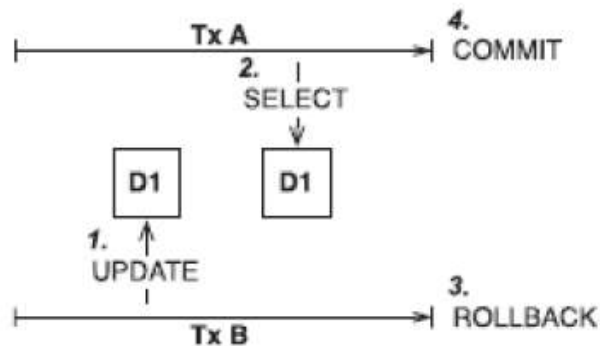 Tx A
4.
COMMIT
2.
SELECT
D1
D1
1.
UPDATE
3.
ROLLBACK
Tx B